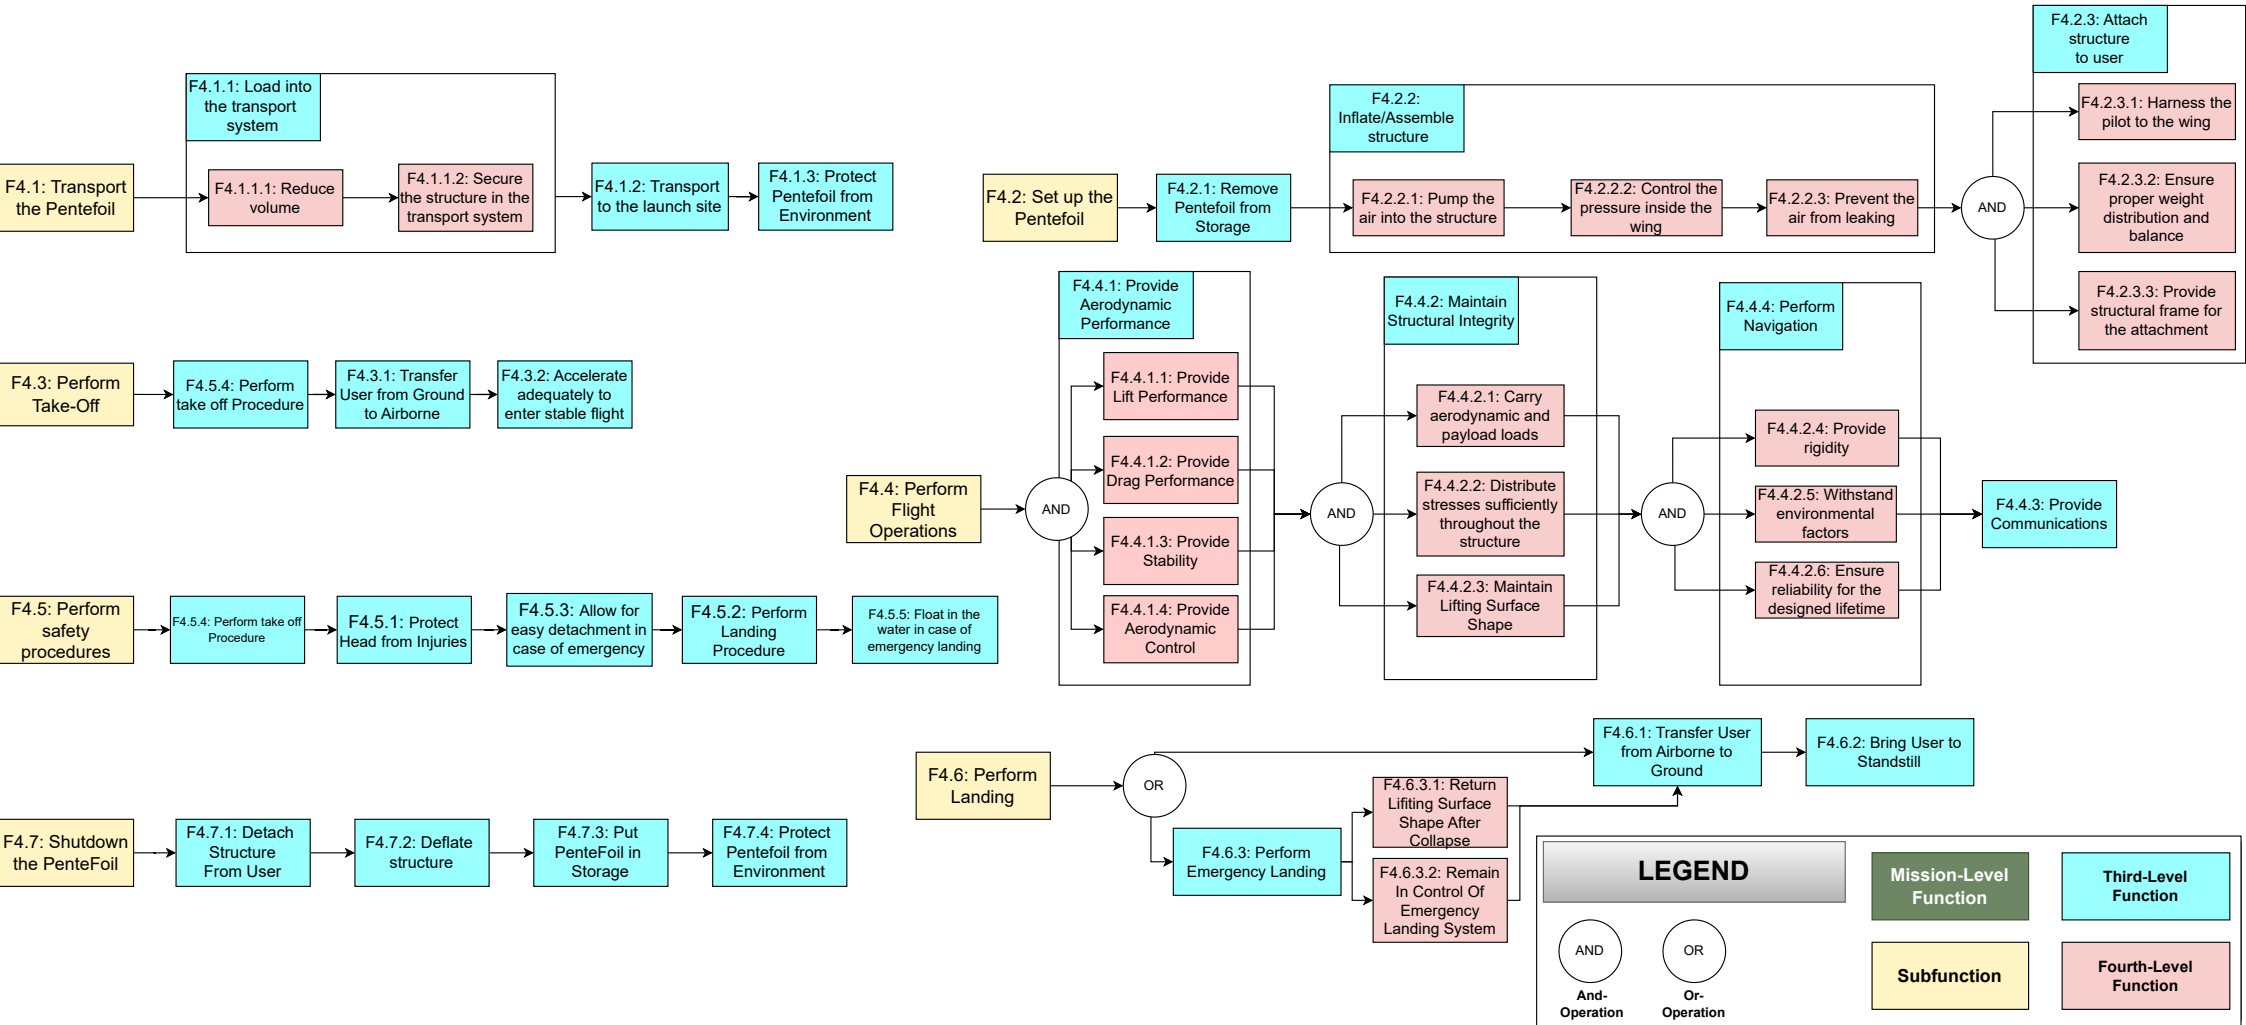 F4.1: Transport
the Pentefoil
F4.1.1: Load into
the transport
system
F4.1.1.1: Reduce
volume
F4.1.1.2: Secure
the structure in the
transport system
F4.1.2: Transport
to the launch site
F4.1.3: Protect
Pentefoil from
Environment
F4.2: Set up the
Pentefoil
F4.2.1: Remove
Pentefoil from
Storage
F4.2.2:
Inflate/Assemble
structure
F4.2.2.1: Pump the
air into the structure
F4.2.2.2: Control the
pressure inside the
wing
F4.2.2.3: Prevent the
air from leaking
AND
F4.2.3: Attach
structure
to user
F4.2.3.1: Harness the
pilot to the wing
F4.2.3.2: Ensure
proper weight
distribution and
balance
F4.2.3.3: Provide
structural frame for
the attachment
F4.3: Perform
Take-Off
F4.5.4: Perform
take off Procedure
F4.3.1: Transfer
User from Ground
to Airborne
F4.3.2: Accelerate
adequately to
enter stable flight
F4.4: Perform
Flight
Operations
AND
F4.4.1: Provide
Aerodynamic
Performance
F4.4.1.1: Provide
Lift Performance
F4.4.1.2: Provide
Drag Performance
F4.4.1.3: Provide
Stability
F4.4.1.4: Provide
Aerodynamic
Control
AND
F4.4.2: Maintain
Structural Integrity
F4.4.2.1: Carry
aerodynamic and
payload loads
F4.4.2.2: Distribute
stresses sufficiently
throughout the
structure
F4.4.2.3: Maintain
Lifting Surface
Shape
AND
F4.4.4: Perform
Navigation
F4.4.2.4: Provide
rigidity
F4.4.2.5: Withstand
environmental
factors
F4.4.2.6: Ensure
reliability for the
designed lifetime
F4.4.3: Provide
Communications
F4.5: Perform
safety
procedures
F4.5.4: Perform take off
Procedure
F4.5.1: Protect
Head from Injuries
F4.5.3: Allow for
easy detachment in
case of emergency
F4.5.2: Perform
Landing
Procedure
F4.5.5: Float in the
water in case of
emergency landing
F4.6: Perform
Landing
OR
F4.6.1: Transfer User
from Airborne to
Ground
F4.6.2: Bring User to
Standstill
F4.6.3: Perform
Emergency Landing
F4.6.3.1: Return
Lifiting Surface
Shape After
Collapse
F4.6.3.2: Remain
In Control Of
Emergency
Landing System
F4.7: Shutdown
the PenteFoil
F4.7.1: Detach
Structure
From User
F4.7.2: Deflate
structure
F4.7.3: Put
PenteFoil in
Storage
F4.7.4: Protect
Pentefoil from
Environment
LEGEND
Mission-Level
Function
Third-Level
Function
AND
And-
Operation
OR
Or-
Operation
Subfunction
Fourth-Level
Function